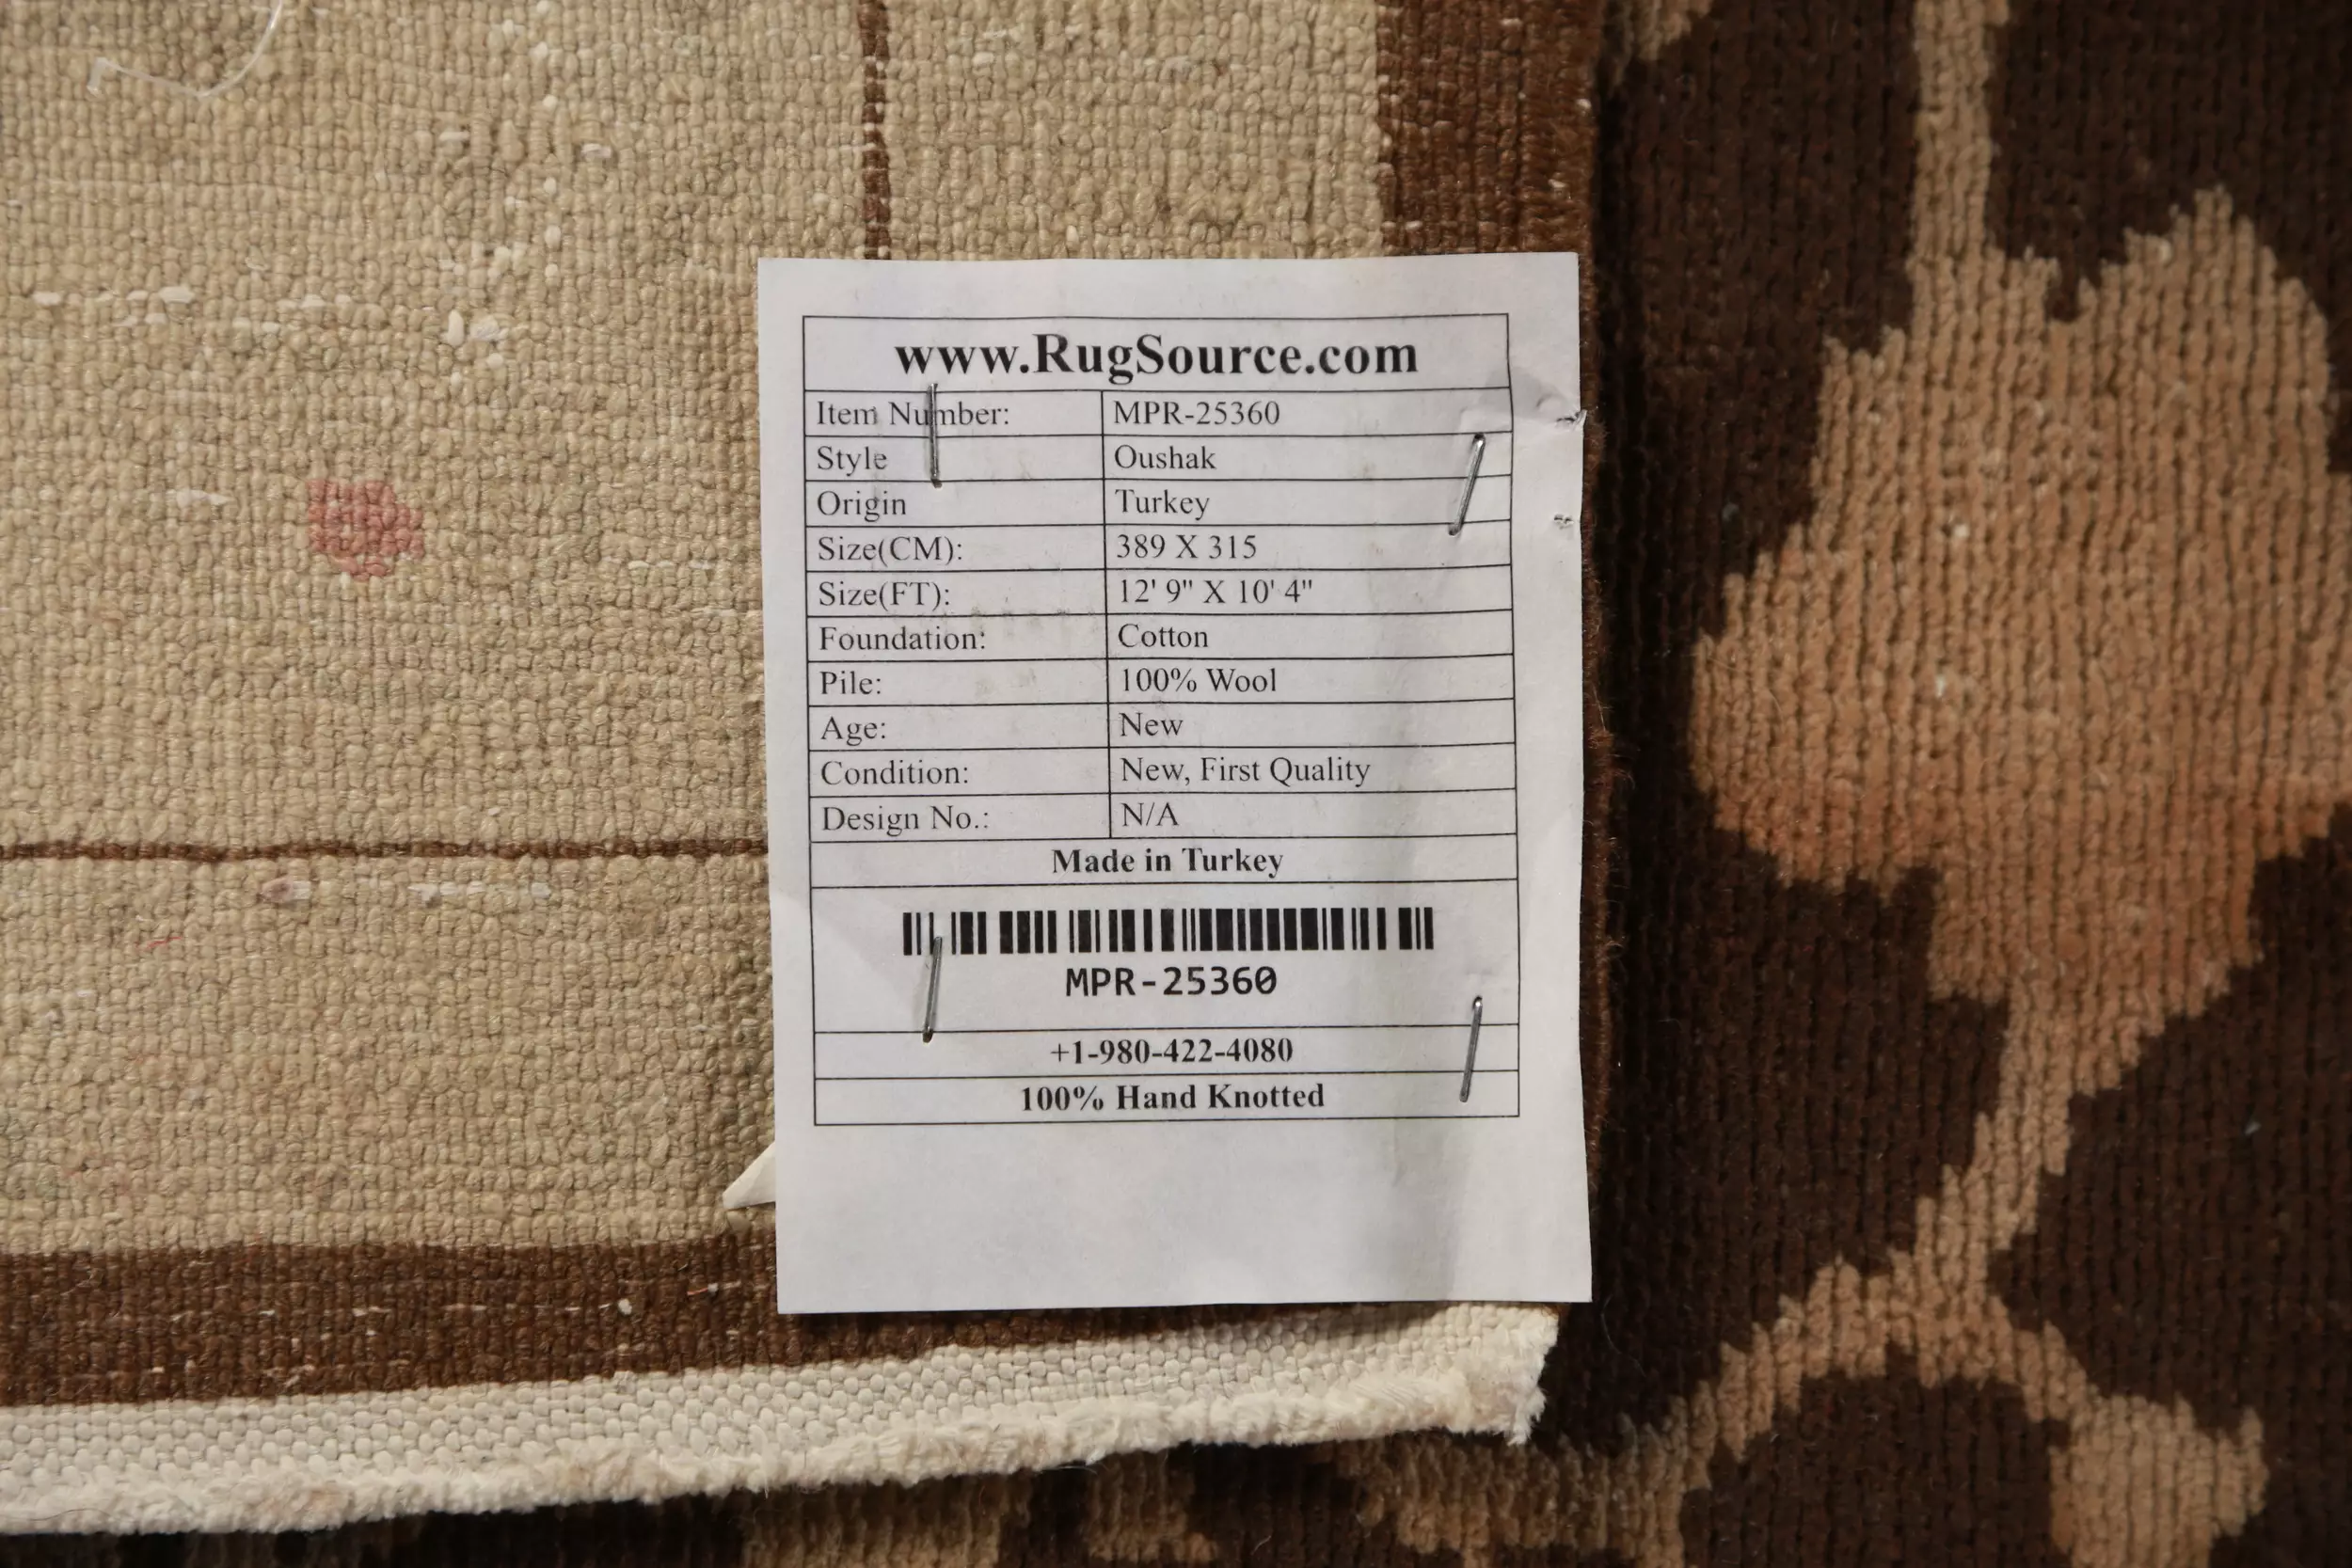 www.RugSource.com
Item Number: MPR-25360
Style Oushak
Origin Turkey
Size(CM): 389 X 315
Size(FT): 12' 9" X 10' 4"
Foundation: Cotton
Pile: 100% Wool
Age: New
Condition: New, First Quality
Design No.: N/A
Made in Turkey
MPR-25360
+1-980-422-4080
100% Hand Knotted